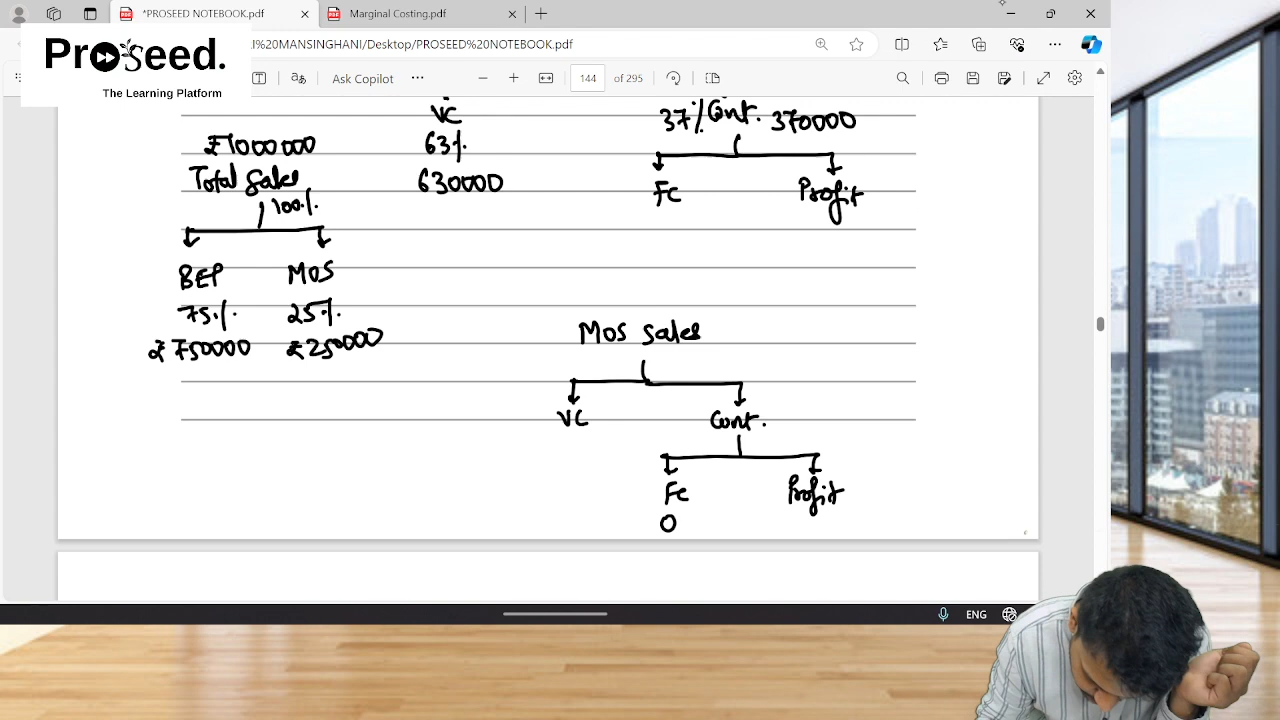 *PROSEED NOTEBOOK.pdf
Marginal Costing.pdf
Proseed.
The Learning Platform
I%20MANSINGHANI/Desktop/PROSEED%20NOTEBOOK.pdf
Ask Copilot
144 of 295
VC
37% Cont. 370000
₹1000000
63%
Total Sales
630000
FC
Profit
100%
BEP
MOS
75%
25%
₹750000
₹250000
MOS Sales
VC
Cont.
FC
Profit
0
ENG